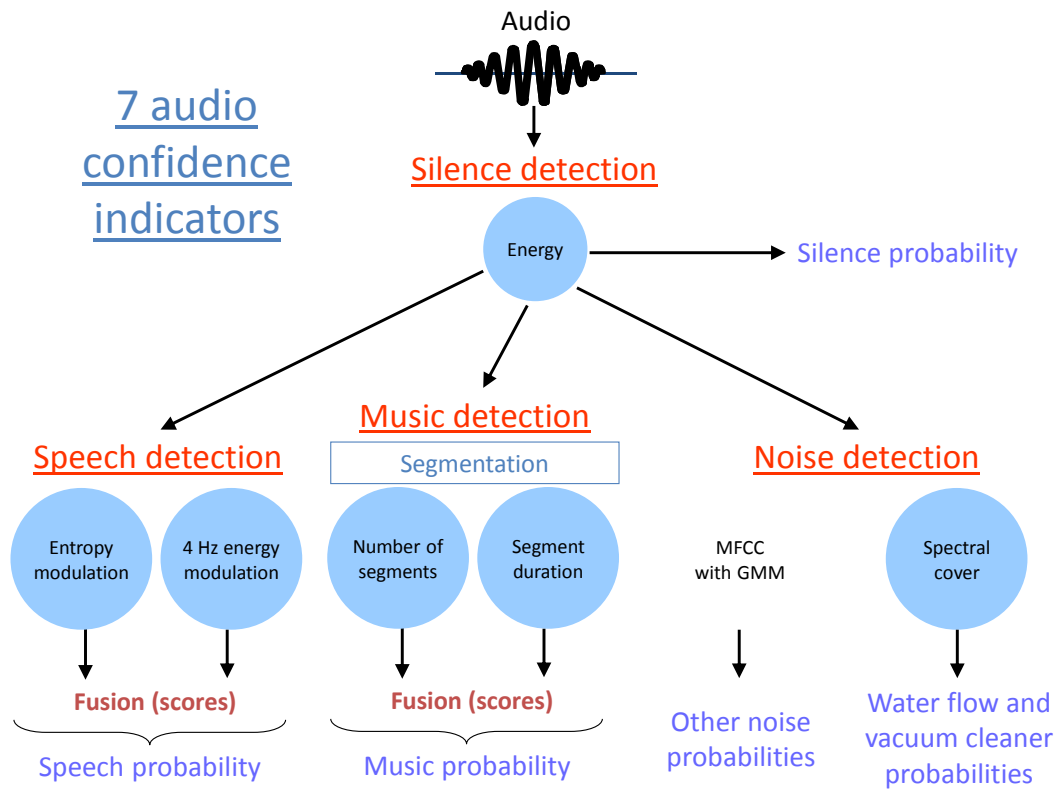 Audio
7 audio
confidence
indicators
Silence detection
Energy
Silence probability
Music detection
Speech detection
Segmentation
Noise detection
Entropy
modulation
4 Hz energy
modulation
Number of
segments
Segment
duration
MFCC
with GMM
Spectral
cover
Fusion (scores)
Fusion (scores)
Speech probability
Music probability
Other noise
probabilities
Water flow and
vacuum cleaner
probabilities